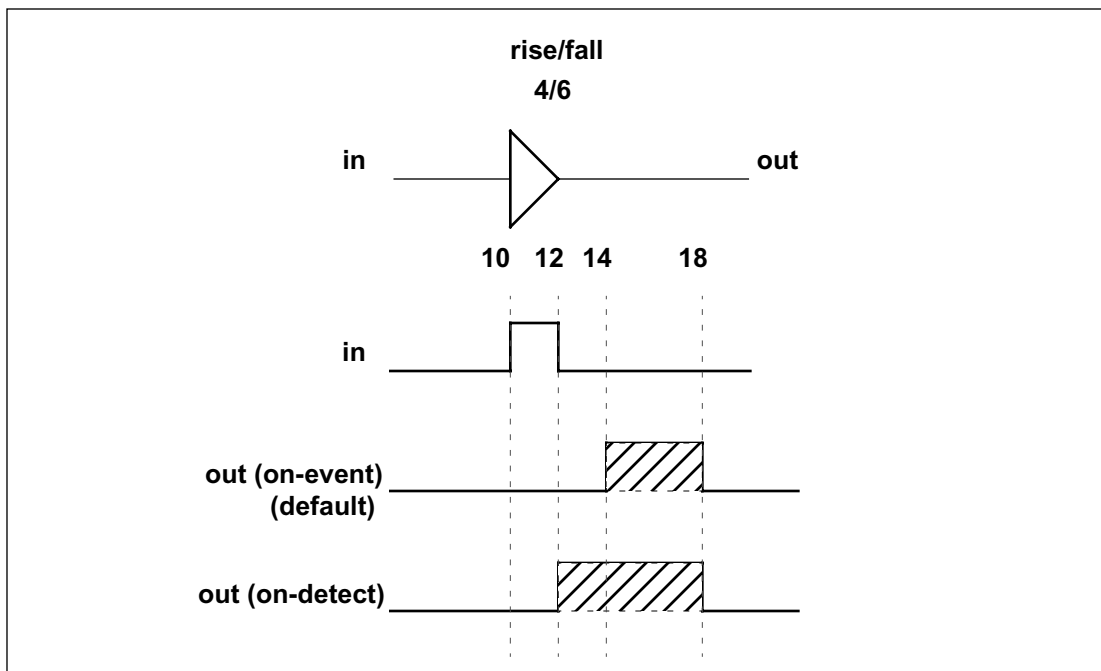 rise/fall
4/6
in
out
10 12 14 18
in
out (on-event)
(default)
out (on-detect)